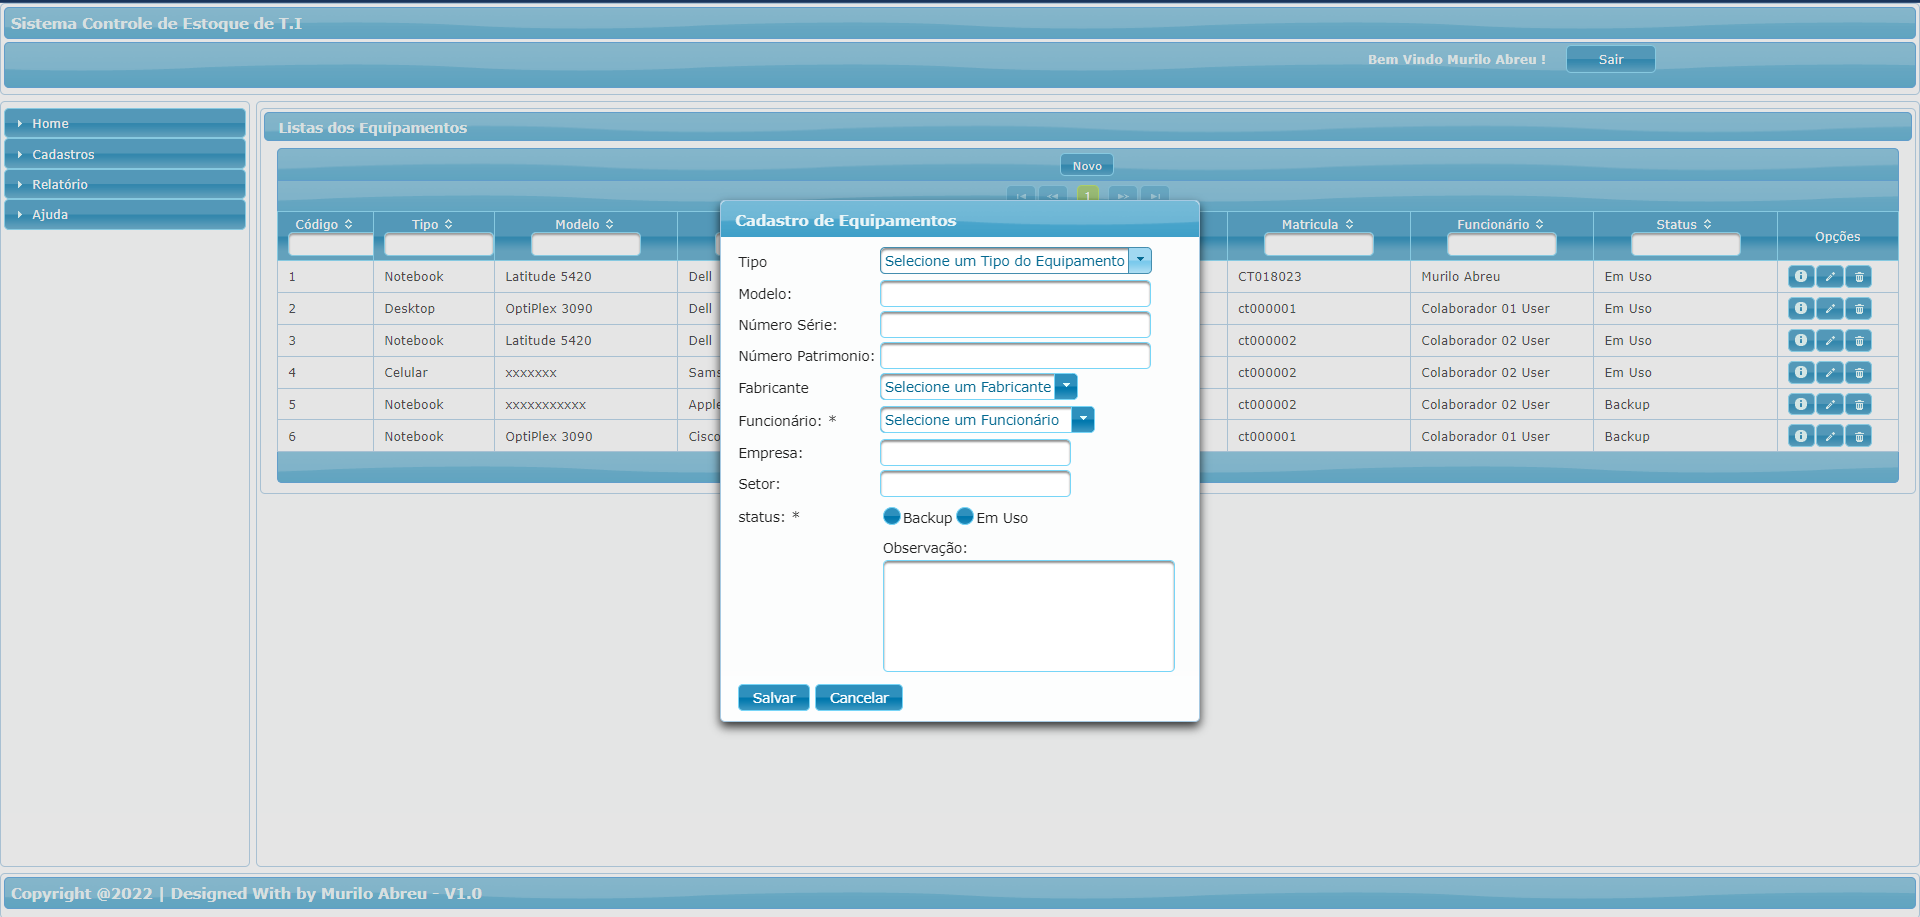 Sistema Controle de Estoque de T.I
Bem Vindo Murilo Abreu ! Sair
Home
Cadastros
Relatório
Ajuda
Listas dos Equipamentos
Novo
1
Código Tipo Modelo Matricula Funcionário Status Opções
1 Notebook Latitude 5420 Dell CT018023 Murilo Abreu Em Uso
2 Desktop OptiPlex 3090 Dell ct000001 Colaborador 01 User Em Uso
3 Notebook Latitude 5420 Dell ct000002 Colaborador 02 User Em Uso
4 Celular xxxxxxx Sams ct000002 Colaborador 02 User Em Uso
5 Notebook xxxxxxxxxxx Apple ct000002 Colaborador 02 User Backup
6 Notebook OptiPlex 3090 Cisco ct000001 Colaborador 01 User Backup
Cadastro de Equipamentos
Tipo Selecione um Tipo do Equipamento
Modelo:
Número Série:
Número Patrimonio:
Fabricante Selecione um Fabricante
Funcionário: * Selecione um Funcionário
Empresa:
Setor:
status: * Backup Em Uso
Observação:
Salvar Cancelar
Copyright @2022 | Designed With by Murilo Abreu - V1.0